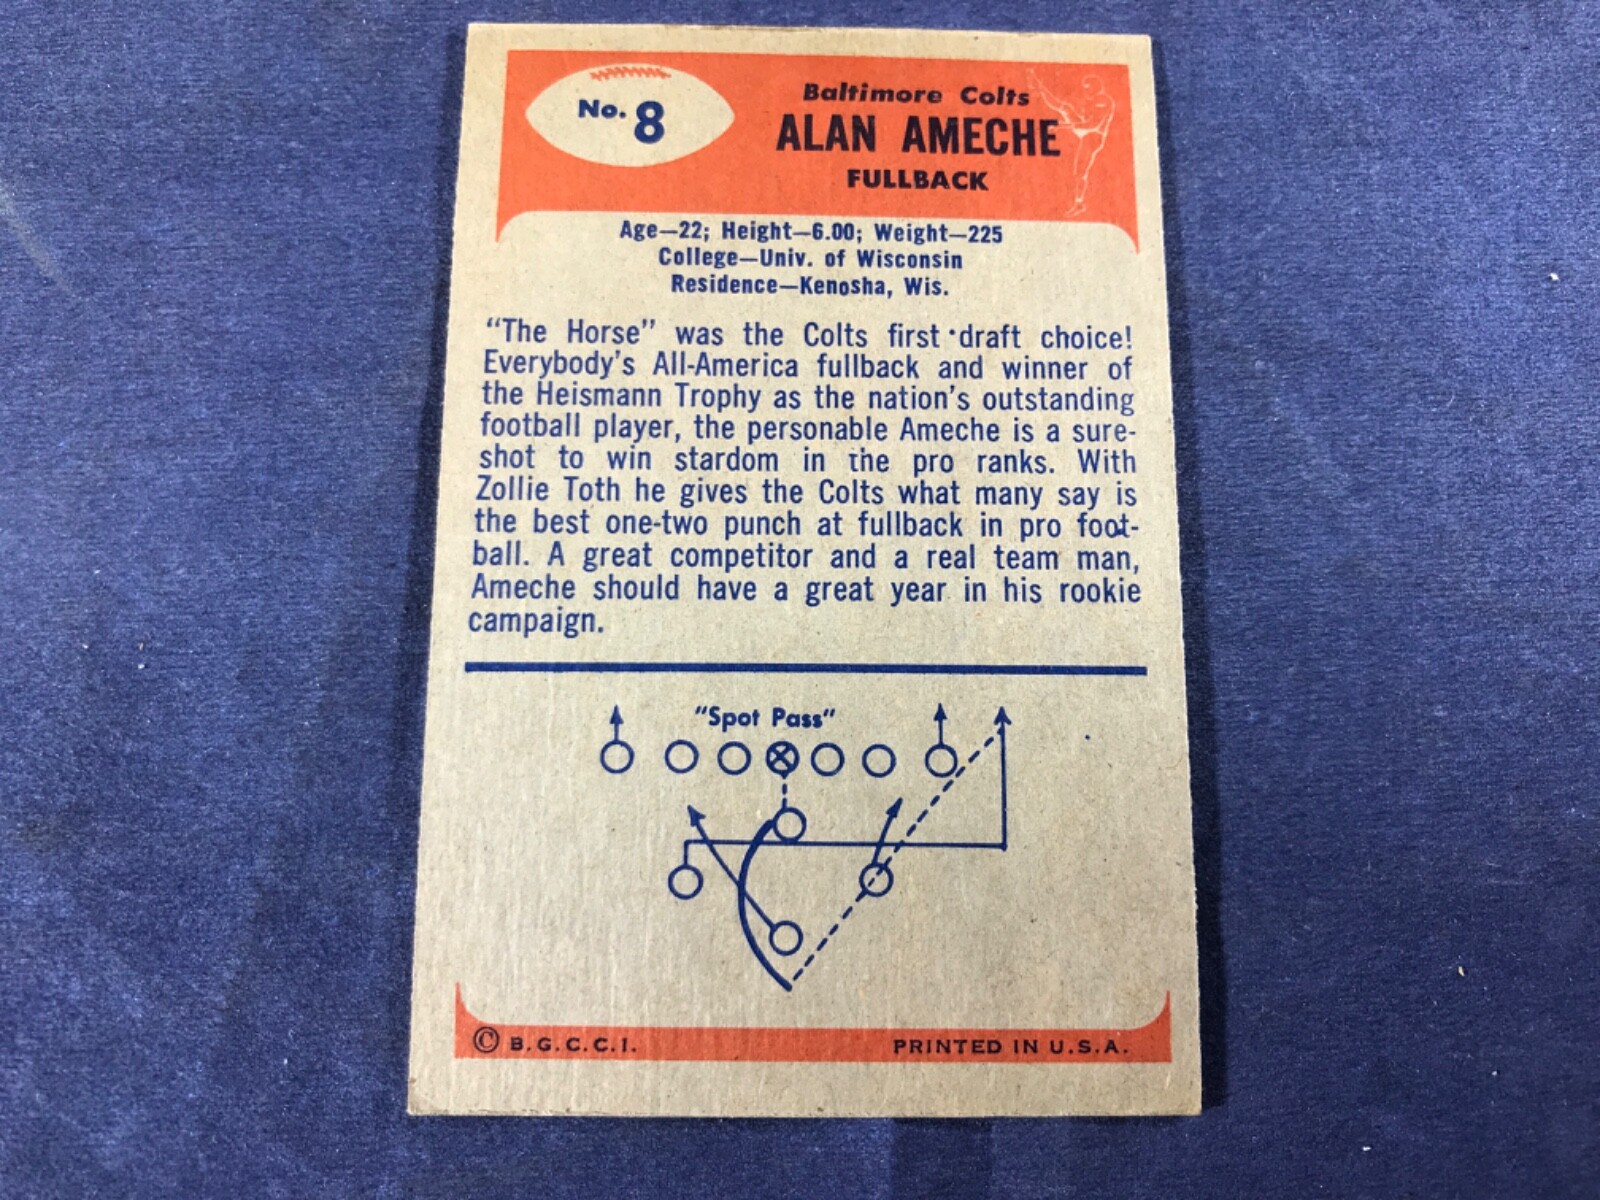 No. 8
Baltimore Colts
ALAN AMECHE
FULLBACK
Age—22; Height—6.00; Weight—225
College—Univ. of Wisconsin
Residence—Kenosha, Wis.
"The Horse" was the Colts first draft choice!
Everybody's All-America fullback and winner of
the Heismann Trophy as the nation's outstanding
football player, the personable Ameche is a sure-
shot to win stardom in the pro ranks. With
Zollie Toth he gives the Colts what many say is
the best one-two punch at fullback in pro foot-
ball. A great competitor and a real team man,
Ameche should have a great year in his rookie
campaign.
"Spot Pass"
© B.G.C.C.I.
PRINTED IN U.S.A.